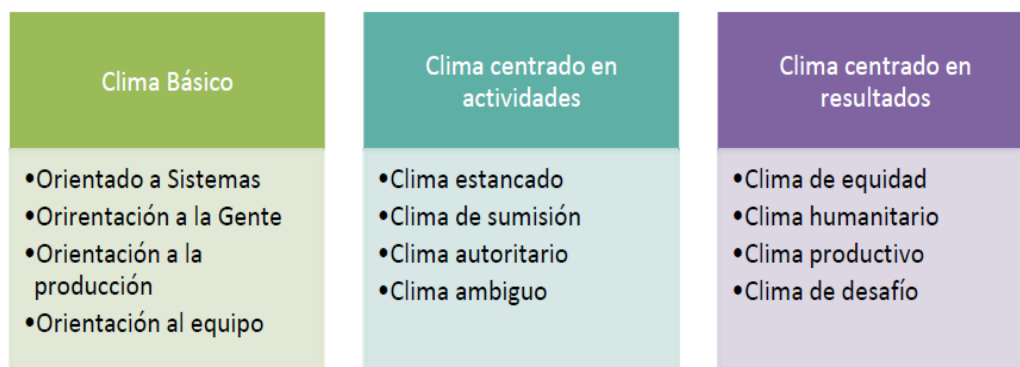 Clima Básico
•Orientado a Sistemas
•Orirentación a la Gente
•Orientación a la
producción
•Orientación al equipo
Clima centrado en
actividades
•Clima estancado
•Clima de sumisión
•Clima autoritario
•Clima ambiguo
Clima centrado en
resultados
•Clima de equidad
•Clima humanitario
•Clima productivo
•Clima de desafío